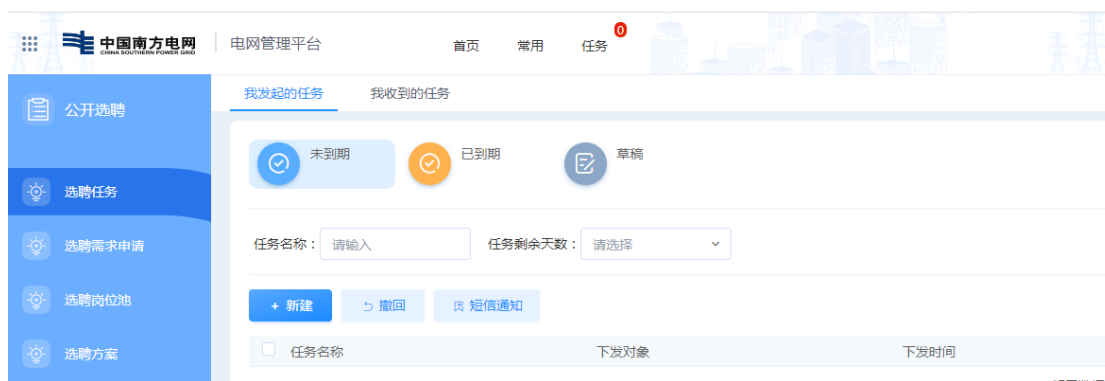 中国南方电网
CHINA SOUTHERN POWER GRID
电网管理平台
首页 常用 任务 0
公开选聘
我发起的任务 我收到的任务
未到期 已到期 草稿
选聘任务
选聘需求申请
任务名称： 请输入 任务剩余天数： 请选择
选聘岗位池
+ 新建 撤回 短信通知
选聘方案
任务名称 下发对象 下发时间